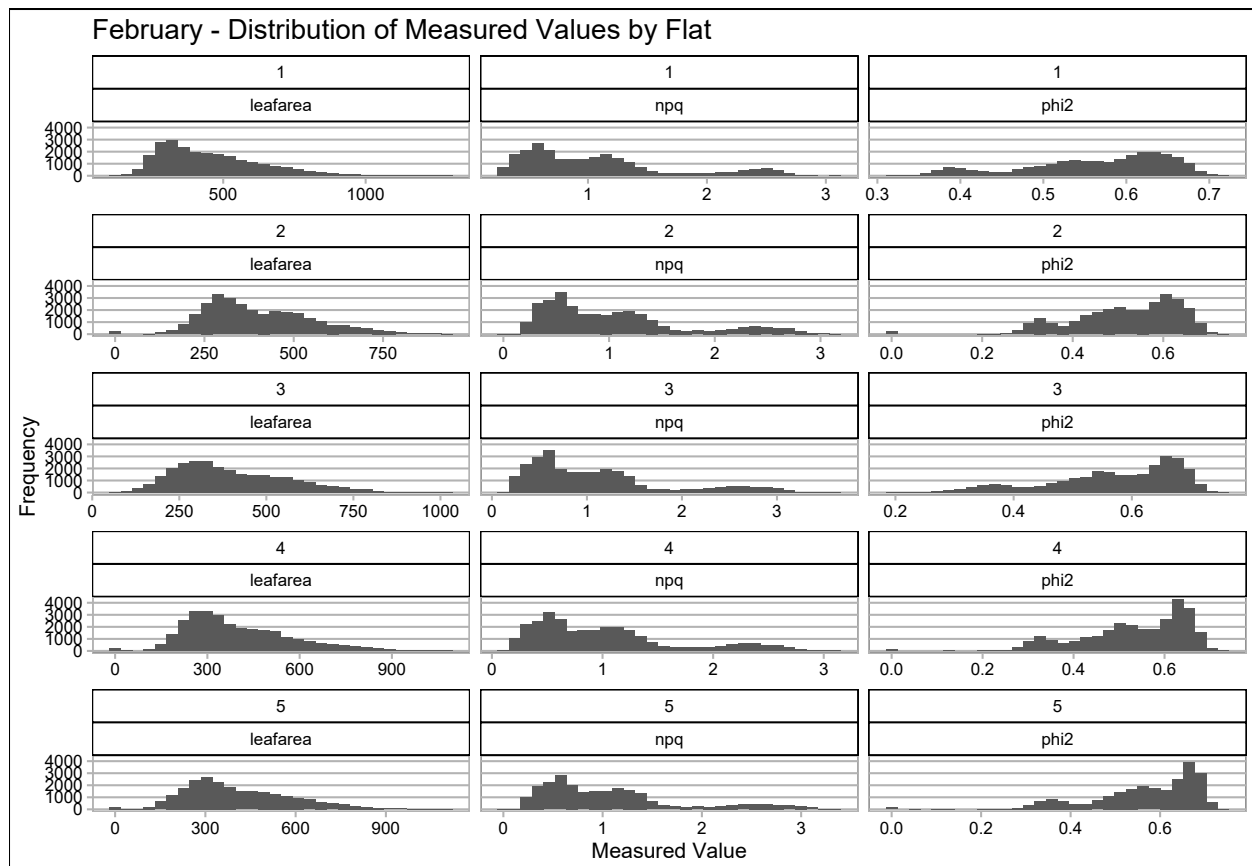 February - Distribution of Measured Values by Flat
1 1 1
leafarea npq phi2
4000
3000
2000
1000
0
500 1000 1 2 3 0.3 0.4 0.5 0.6 0.7
2 2 2
leafarea npq phi2
4000
3000
2000
1000
0
0 250 500 750 0 1 2 3 0.0 0.2 0.4 0.6
3 3 3
leafarea npq phi2
4000
3000
2000
1000
0
0 250 500 750 1000 0 1 2 3 0.2 0.4 0.6
4 4 4
leafarea npq phi2
4000
3000
2000
1000
0
0 300 600 900 0 1 2 3 0.0 0.2 0.4 0.6
5 5 5
leafarea npq phi2
4000
3000
2000
1000
0
0 300 600 900 0 1 2 3 0.0 0.2 0.4 0.6
Frequency
Measured Value